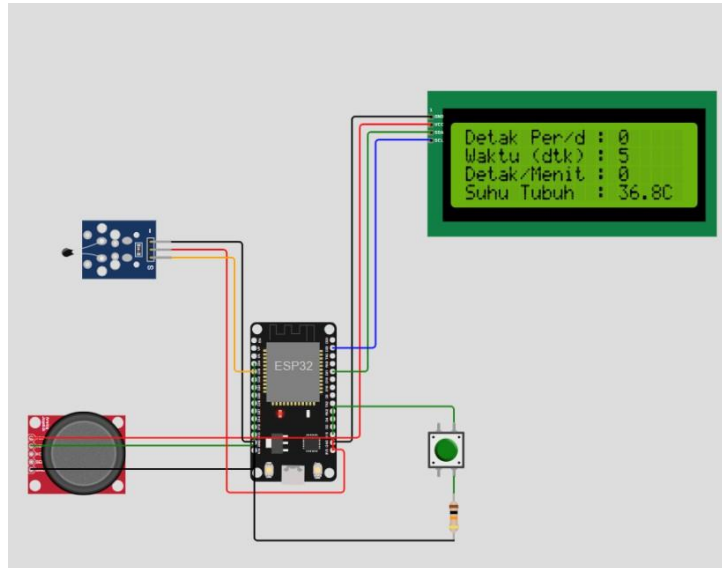 Detak Per/d : 0
Waktu (dtk) : 5
Detak/Menit : 0
Suhu Tubuh : 36.8C
ESP32
S